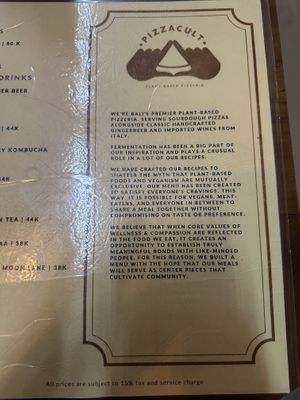 S
| 80 K
DRINKS
ER BEER
| 44K
RY KOMBUCHA
N TEA | 44K
AA | 38K
MOONLAKE | 38K
PIZZACULT
PLANT-BASED PIZZERIA
WE'RE BALI'S PREMIER PLANT-BASED
PIZZERIA. SERVING SOURDOUGH PIZZAS
ALONGSIDE CLASSIC HANDCRAFTED
GINGERBEER AND IMPORTED WINES FROM
ITALY.
FERMENTATION HAS BEEN A BIG PART OF
OUR INSPIRATION AND PLAYS A CRUSUAL
ROLE IN A LOT OF OUR RECIPES.
WE HAVE CRAFTED OUR RECIPES TO
SHATTER THE MYTH THAT PLANT-BASED
FOODS AND VEGANISM ARE MUTUALLY
EXCLUSIVE. OUR MENU HAS BEEN CREATED
TO SATISFY EVERYONE'S CRAVINGS. THIS
WAY, IT IS POSSIBLE FOR VEGANS, MEAT-
EATERS, AND EVERYONE IN BETWEEN TO
SHARE A MEAL TOGETHER WITHOUT
COMPROMISING ON TASTE OR PREFERENCE.
WE BELIEVE THAT WHEN CORE VALUES OF
WELLNESS & COMPASSION ARE REFLECTED
IN THE FOOD WE EAT, IT CREATES AN
OPPORTUNITY TO ESTABLISH TRULY
MEANINGFUL BONDS WITH LIKE-MINDED
PEOPLE. FOR THIS REASON, WE BUILT A
MENU WITH THE HOPE THAT OUR MEALS
WILL SERVE AS CENTER PIECES THAT
CULTIVATE COMMUNITY.
All prices are subject to 15% tax and service charge